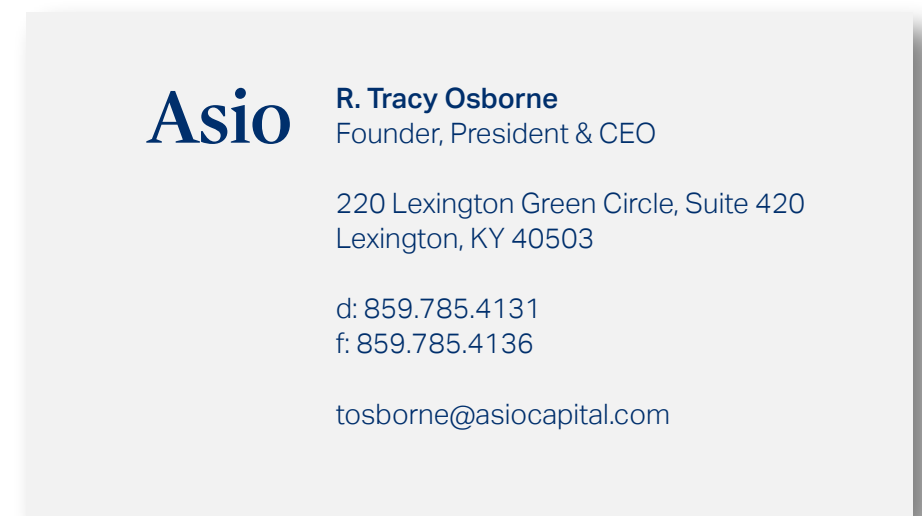 Asio
R. Tracy Osborne
Founder, President & CEO
220 Lexington Green Circle, Suite 420
Lexington, KY 40503
d: 859.785.4131
f: 859.785.4136
tosborne@asiocapital.com